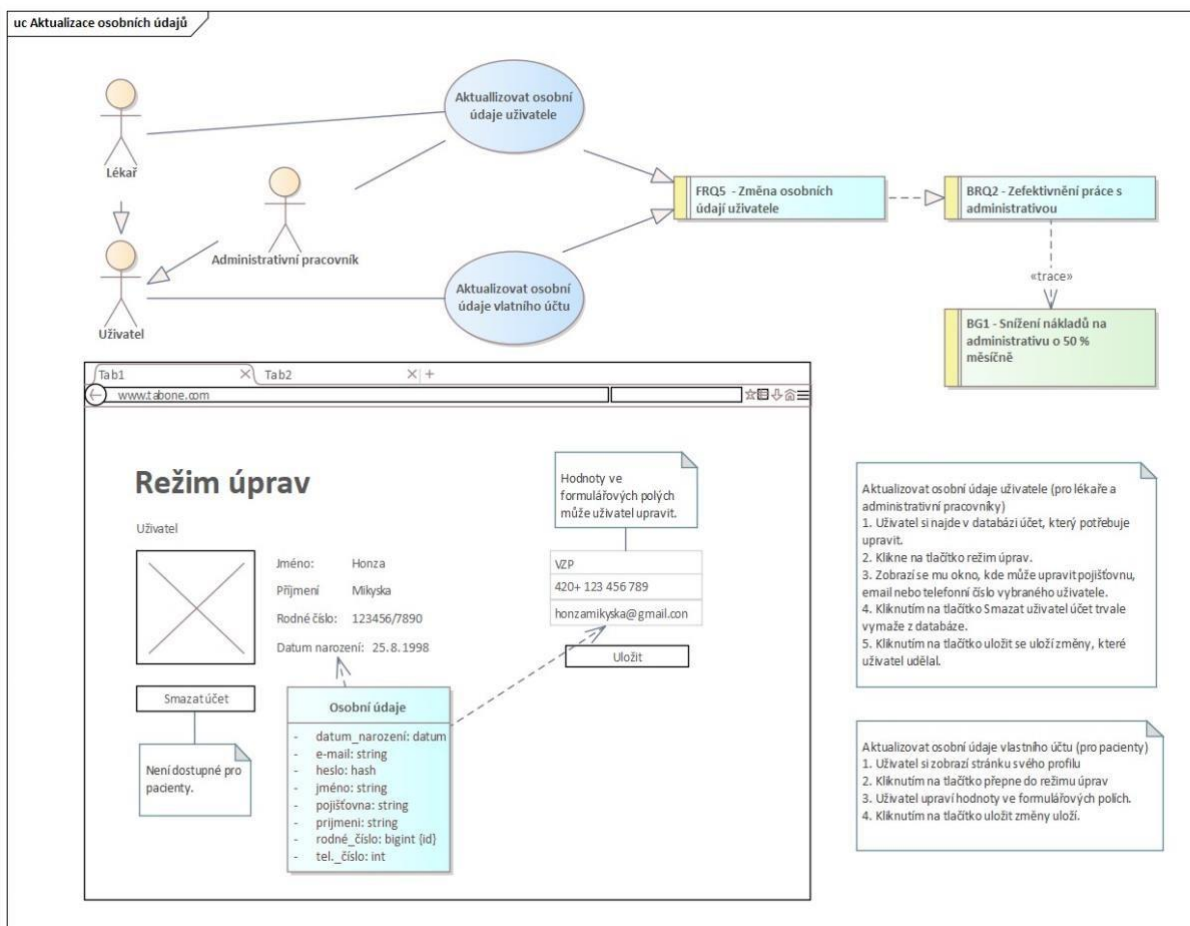 uc Aktualizace osobních údajů
Lékař
Aktuallizovat osobní
údaje uživatele
Administrativní pracovník
Uživatel
Aktualizovat osobní
údaje vlatního účtu
FRQ5 - Změna osobních
údají uživatele
BRQ2 - Zefektivnění práce s
administrativou
«trace»
BG1 - Snížení nákladů na
administrativu o 50 %
měsíčně
Tab1
Tab2
www.tabone.com
Režim úprav
Uživatel
Jméno: Honza
Příjmení Mikyska
Rodné číslo: 123456/7890
Datum narození: 25.8.1998
Smazat účet
Není dostupné pro
pacienty.
Osobní údaje
- datum_narození: datum
- e-mail: string
- heslo: hash
- jméno: string
- pojišťovna: string
- prijmeni: string
- rodné_číslo: bigint {id}
- tel._číslo: int
Hodnoty ve
formulářových polých
může uživatel upravit.
VZP
420+ 123 456 789
honzamikyska@gmail.con
Uložit
Aktualizovat osobní údaje uživatele (pro lékaře a
administrativní pracovníky)
1. Uživatel si najde v databázi účet, který potřebuje
upravit.
2. Klikne na tlačítko režim úprav.
3. Zobrazí se mu okno, kde může upravit pojišťovnu,
email nebo telefonní číslo vybraného uživatele.
4. Kliknutím na tlačítko Smazat uživatel účet trvale
vymaže z databáze.
5. Kliknutím na tlačítko uložit se uloží změny, které
uživatel udělal.
Aktualizovat osobní údaje vlastního účtu (pro pacienty)
1. Uživatel si zobrazí stránku svého profilu
2. Kliknutím na tlačítko přepne do režimu úprav
3. Uživatel upraví hodnoty ve formulářových polích.
4. Kliknutím na tlačítko uložit změny uloží.